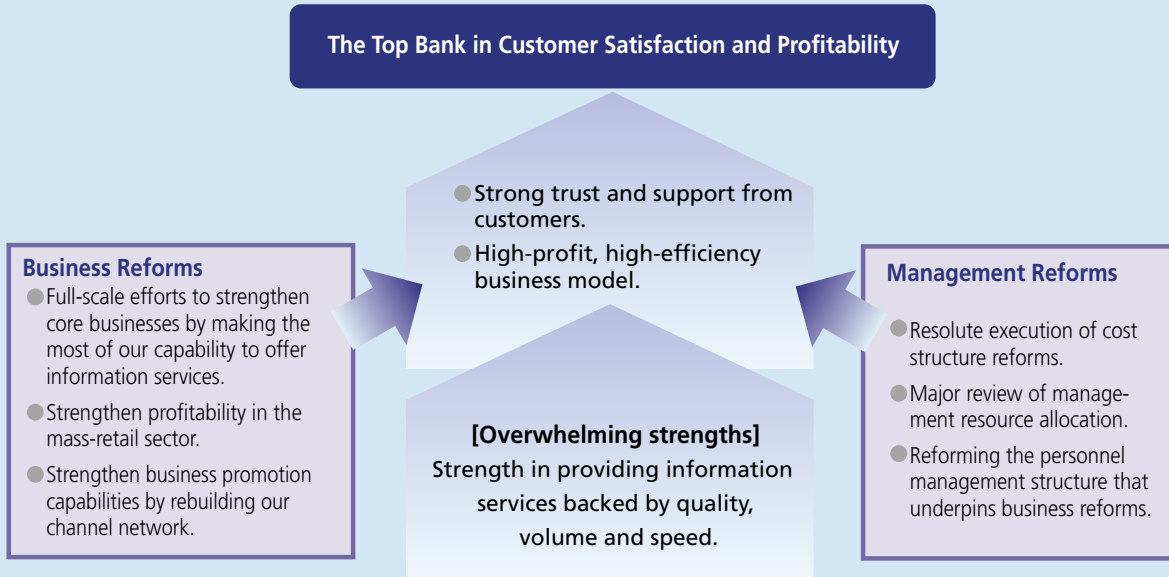 The Top Bank in Customer Satisfaction and Profitability
Strong trust and support from
customers.
High-profit, high-efficiency
business model.
Business Reforms
Full-scale efforts to strengthen
core businesses by making the
most of our capability to offer
information services.
Strengthen profitability in the
mass-retail sector.
Strengthen business promotion
capabilities by rebuilding our
channel network.
[Overwhelming strengths]
Strength in providing information
services backed by quality,
volume and speed.
Management Reforms
Resolute execution of cost
structure reforms.
Major review of manage-
ment resource allocation.
Reforming the personnel
management structure that
underpins business reforms.